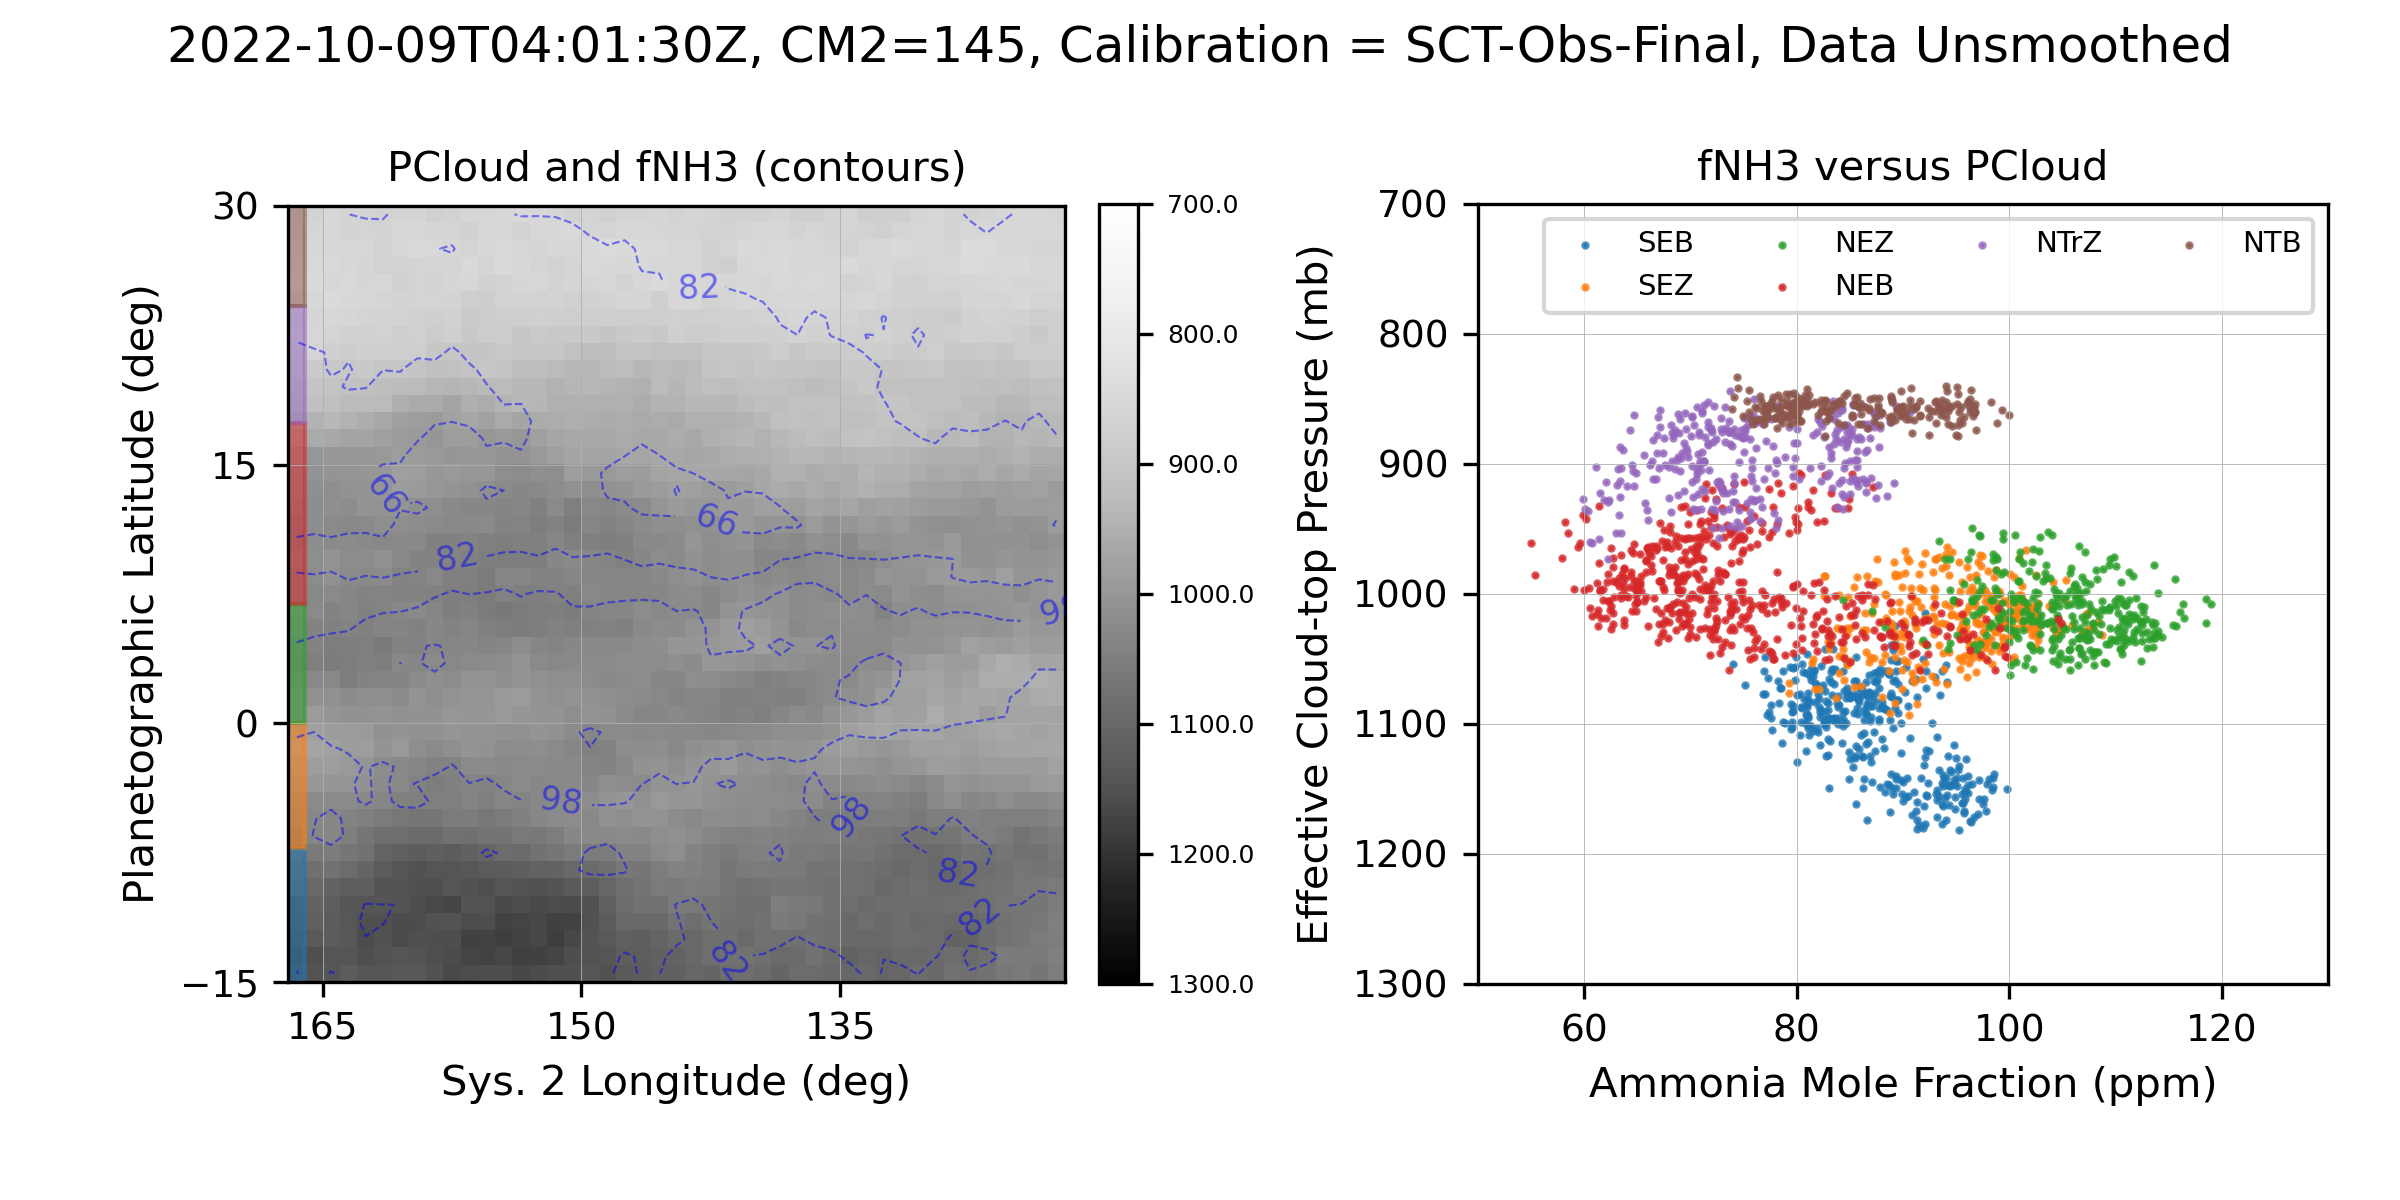 2022-10-09T04:01:30Z, CM2=145, Calibration = SCT-Obs-Final, Data Unsmoothed
PCloud and fNH3 (contours)
Planetographic Latitude (deg)
30
15
0
−15
165
150
135
Sys. 2 Longitude (deg)
82
66
66
82
98
98
98
82
82
82
700.0
800.0
900.0
1000.0
1100.0
1200.0
1300.0
fNH3 versus PCloud
Effective Cloud-top Pressure (mb)
700
800
900
1000
1100
1200
1300
SEB
NEZ
NTrZ
NTB
SEZ
NEB
60
80
100
120
Ammonia Mole Fraction (ppm)